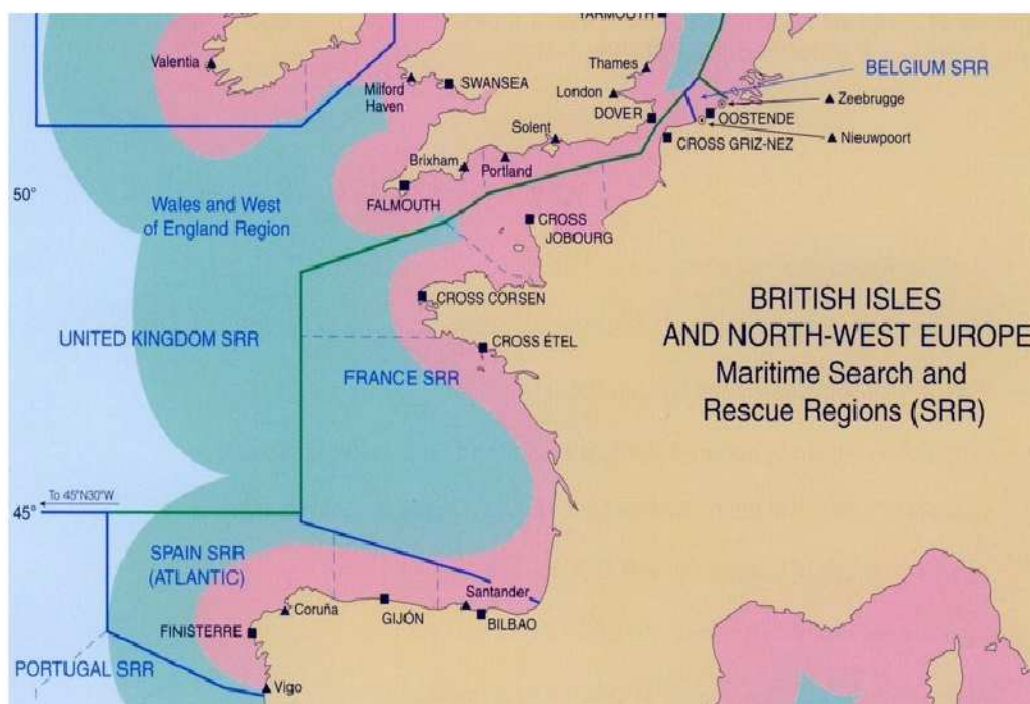 YARMOUTH
Valentia
Thames
BELGIUM SRR
Milford
Haven
SWANSEA
London
Zeebrugge
DOVER
OOSTENDE
Solent
Nieuwpoort
CROSS GRIZ-NEZ
Brixham
Portland
50°
FALMOUTH
Wales and West
of England Region
CROSS
JOBOURG
CROSS CORSEN
BRITISH ISLES
AND NORTH-WEST EUROPE
Maritime Search and
Rescue Regions (SRR)
UNITED KINGDOM SRR
CROSS ÉTEL
FRANCE SRR
To 45°N30°W
45°
SPAIN SRR
(ATLANTIC)
Santander
Coruña
GIJÓN
BILBAO
FINISTERRE
PORTUGAL SRR
Vigo